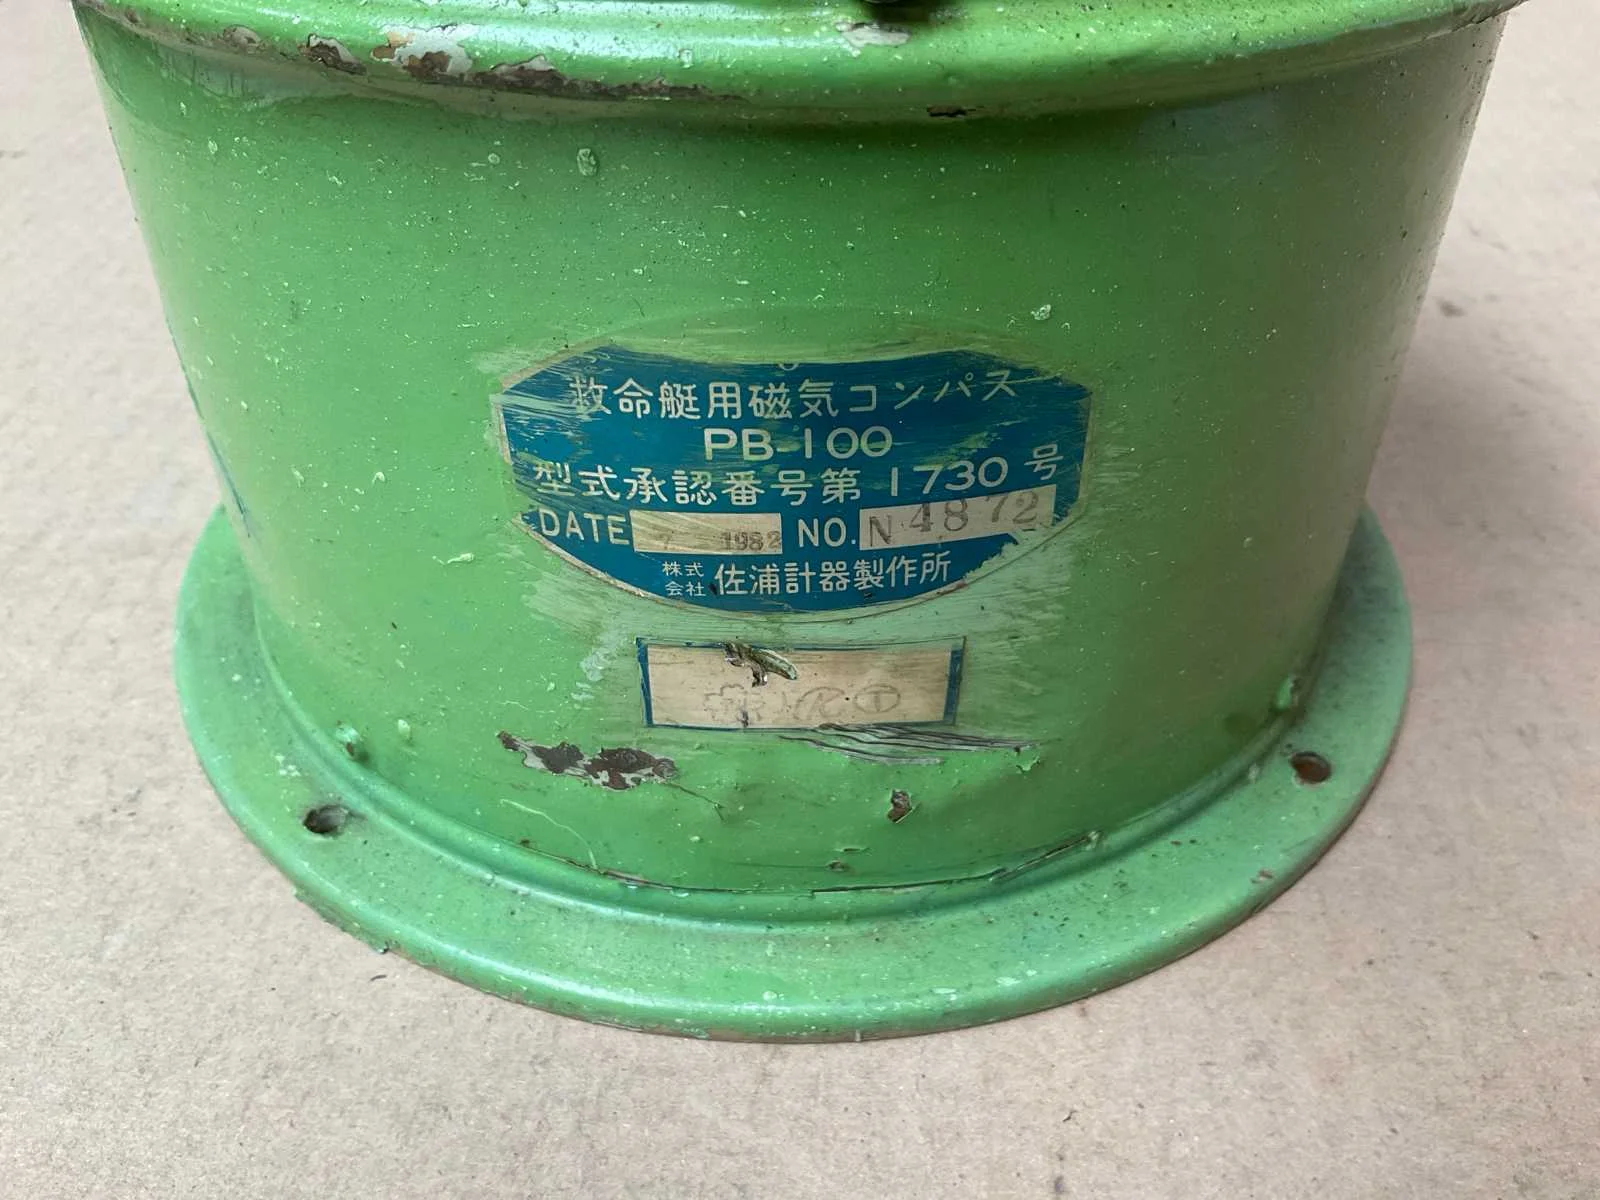 救命艇用磁気コンパス
PB-100
型式承認番号第1730号
DATE 7 1982 NO. N 4872
株式会社 佐浦計器製作所